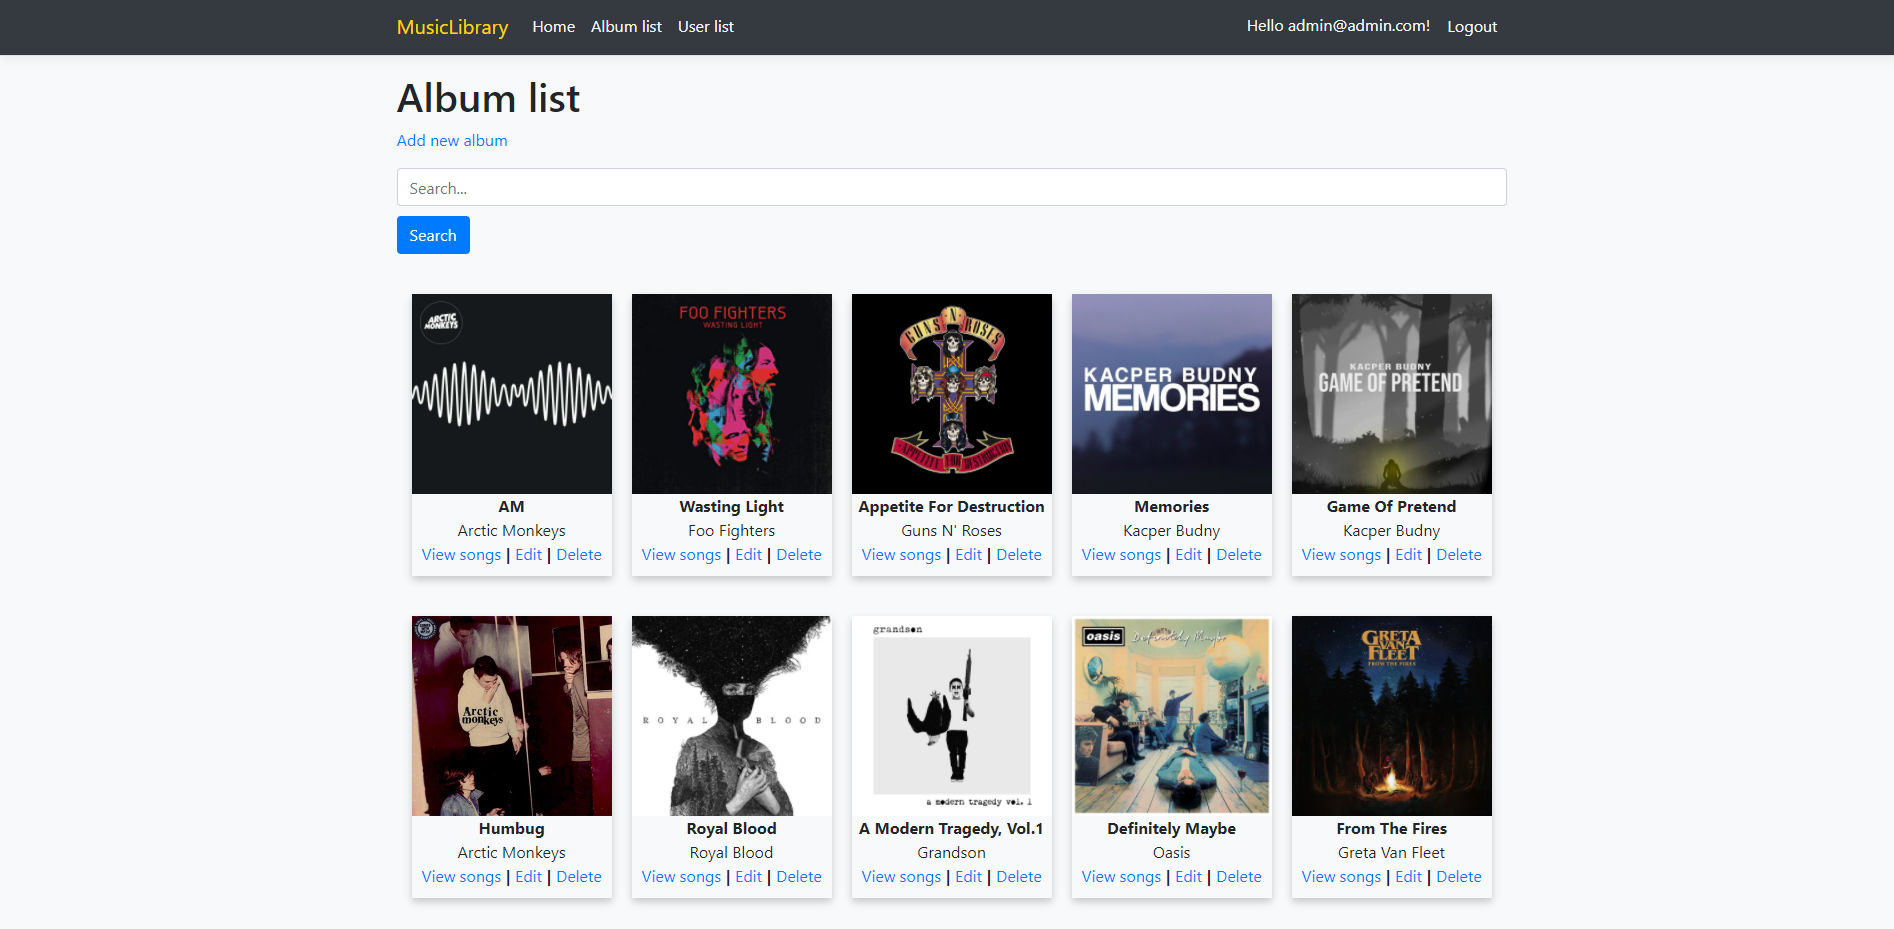 MusicLibrary Home Album list User list Hello admin@admin.com! Logout
Album list
Add new album
Search...
Search
ARCTIC
MONKEYS
FOO FIGHTERS
WASTING LIGHT
GUNS N' ROSES
APPETITE FOR DESTRUCTION
KACPER BUDNY
MEMORIES
KACPER BUDNY
GAME OF PRETEND
AM
Arctic Monkeys
View songs | Edit | Delete
Wasting Light
Foo Fighters
View songs | Edit | Delete
Appetite For Destruction
Guns N' Roses
View songs | Edit | Delete
Memories
Kacper Budny
View songs | Edit | Delete
Game Of Pretend
Kacper Budny
View songs | Edit | Delete
Arctic
monkeys
ROYAL BLOOD
grandson
a modern tragedy vol. 1
oasis
Definitely Maybe
GRETA
VAN
FLEET
FROM THE FIRES
Humbug
Arctic Monkeys
View songs | Edit | Delete
Royal Blood
Royal Blood
View songs | Edit | Delete
A Modern Tragedy, Vol.1
Grandson
View songs | Edit | Delete
Definitely Maybe
Oasis
View songs | Edit | Delete
From The Fires
Greta Van Fleet
View songs | Edit | Delete